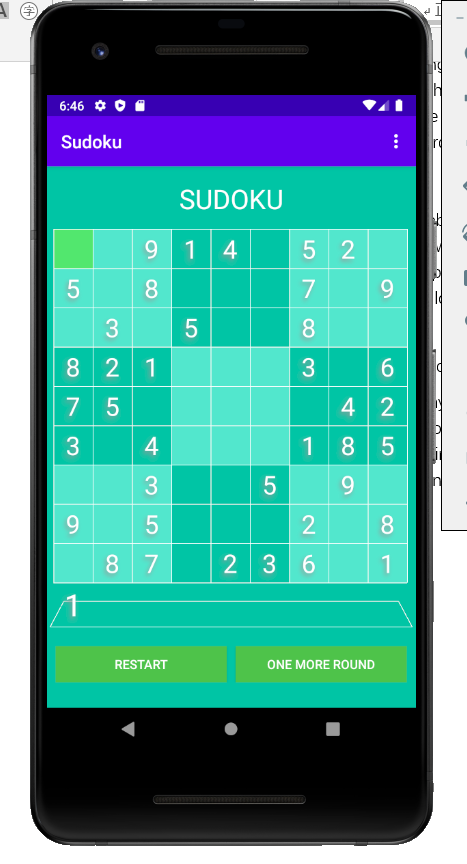 字
6:46
Sudoku
SUDOKU
9 1 4 5 2
5 8 7 9
3 5 8
8 2 1 3 6
7 5 4 2
3 4 1 8 5
3 5 9
9 5 2 8
8 7 2 3 6 1
1
RESTART ONE MORE ROUND